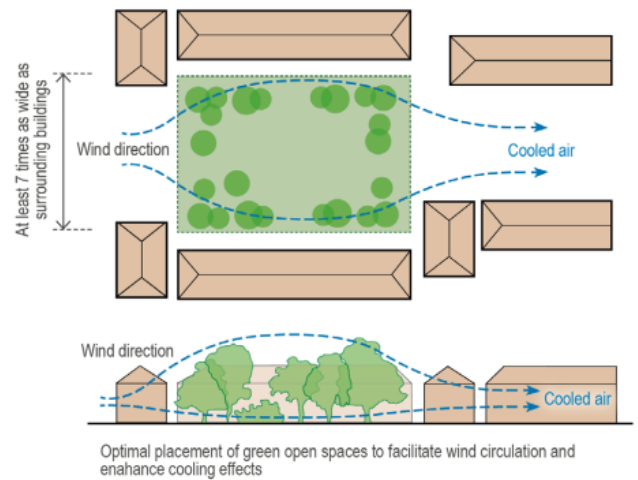 At least 7 times as wide as
surrounding buildings
Wind direction
Cooled air
Wind direction
Cooled air
Optimal placement of green open spaces to facilitate wind circulation and
enahance cooling effects